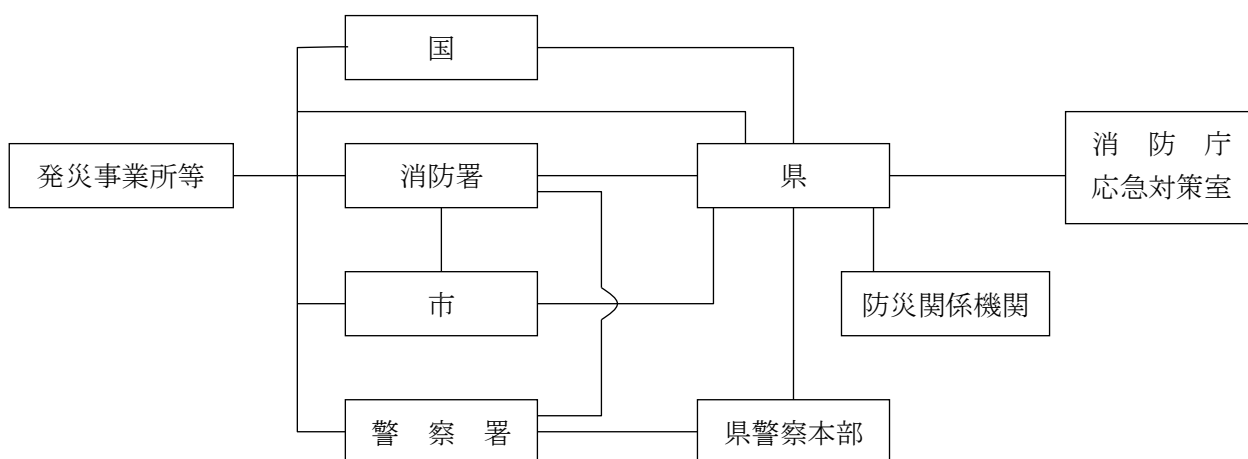 国
発災事業所等
消防署
県
消防庁
応急対策室
市
防災関係機関
警察署
県警察本部